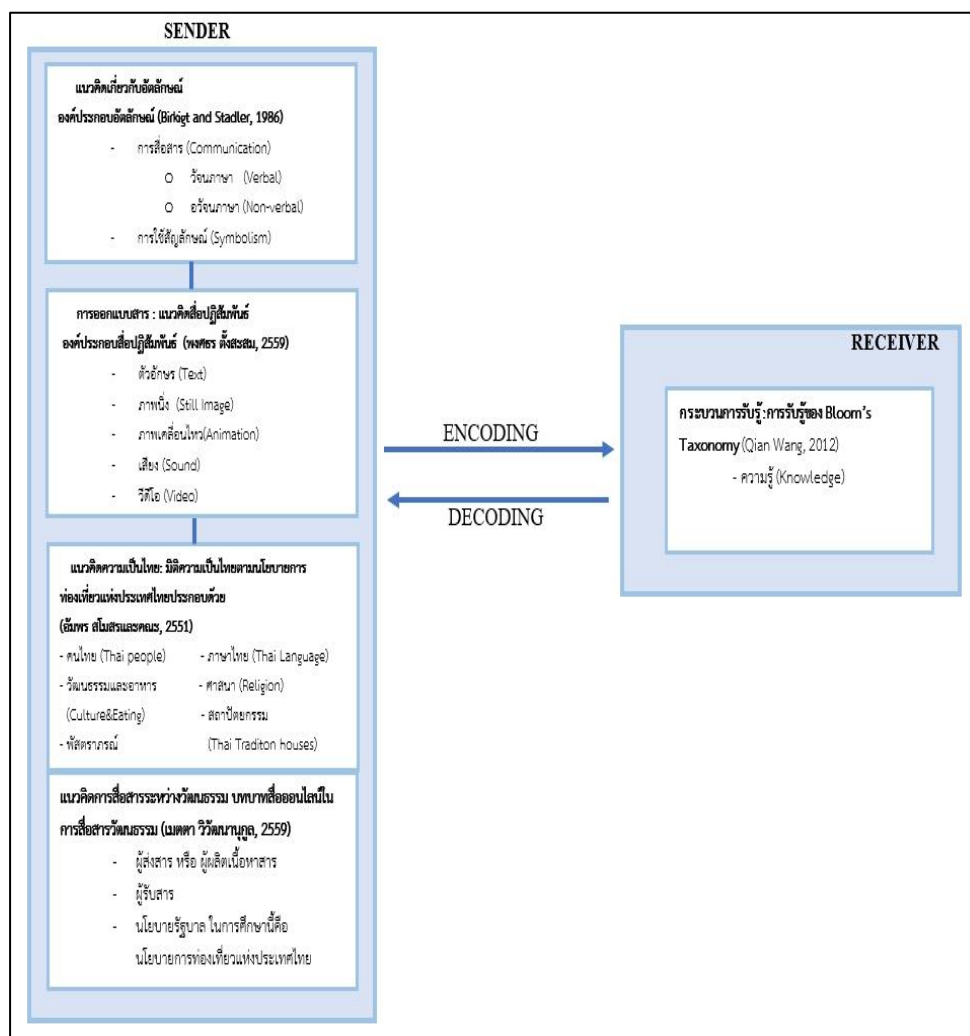 SENDER
แนวคิดเกี่ยวกับอัตลักษณ์
องค์ประกอบอัตลักษณ์ (Birkigt and Stadler, 1986)
- การสื่อสาร (Communication)
o วัจนภาษา (Verbal)
o อวัจนภาษา (Non-verbal)
- การใช้สัญลักษณ์ (Symbolism)
การออกแบบสาร : แนวคิดสื่อปฏิสัมพันธ์
องค์ประกอบสื่อปฏิสัมพันธ์ (พงศธร ตั้งสะสม, 2559)
- ตัวอักษร (Text)
- ภาพนิ่ง (Still Image)
- ภาพเคลื่อนไหว(Animation)
- เสียง (Sound)
- วีดีโอ (Video)
แนวคิดความเป็นไทย: มิติความเป็นไทยตามนโยบายการ
ท่องเที่ยวแห่งประเทศไทยประกอบด้วย
(อัมพร สโมสรและคณะ, 2551)
- คนไทย (Thai people) - ภาษาไทย (Thai Language)
- วัฒนธรรมและอาหาร - ศาสนา (Religion)
(Culture&Eating) - สถาปัตยกรรม
- พัสตราภรณ์ (Thai Traditon houses)
แนวคิดการสื่อสารระหว่างวัฒนธรรม บทบาทสื่อออนไลน์ใน
การสื่อสารวัฒนธรรม (เมตตา วิวัฒนานุกูล, 2559)
- ผู้ส่งสาร หรือ ผู้ผลิตเนื้อหาสาร
- ผู้รับสาร
- นโยบายรัฐบาล ในการศึกษานี้คือ
นโยบายการท่องเที่ยวแห่งประเทศไทย
ENCODING
DECODING
RECEIVER
กระบวนการรับรู้ :การรับรู้ของ Bloom's
Taxonomy (Qian Wang, 2012)
- ความรู้ (Knowledge)